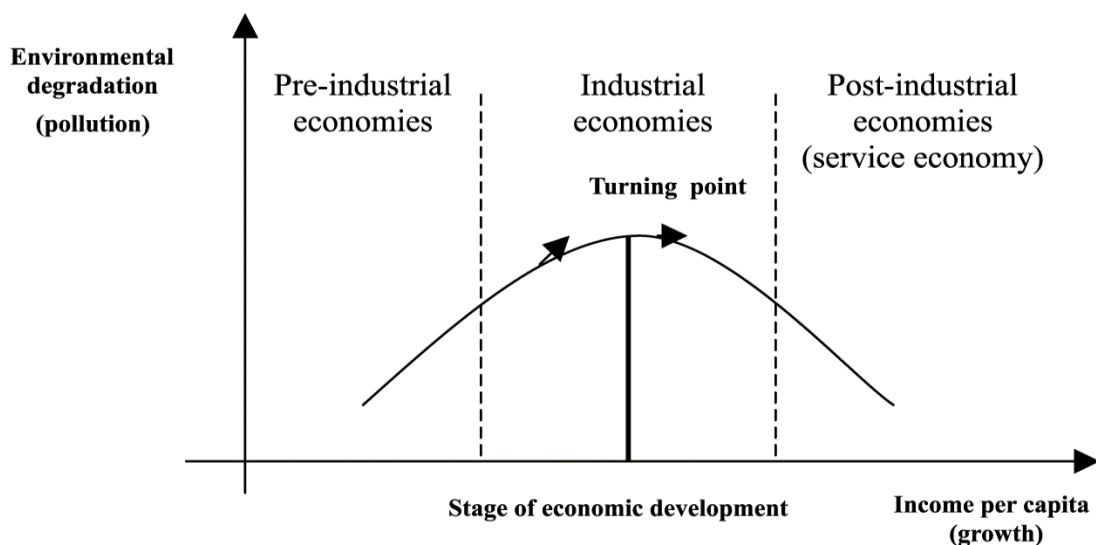 Environmental
degradation
(pollution)
Pre-industrial
economies
Industrial
economies
Post-industrial
economies
(service economy)
Turning point
Stage of economic development
Income per capita
(growth)